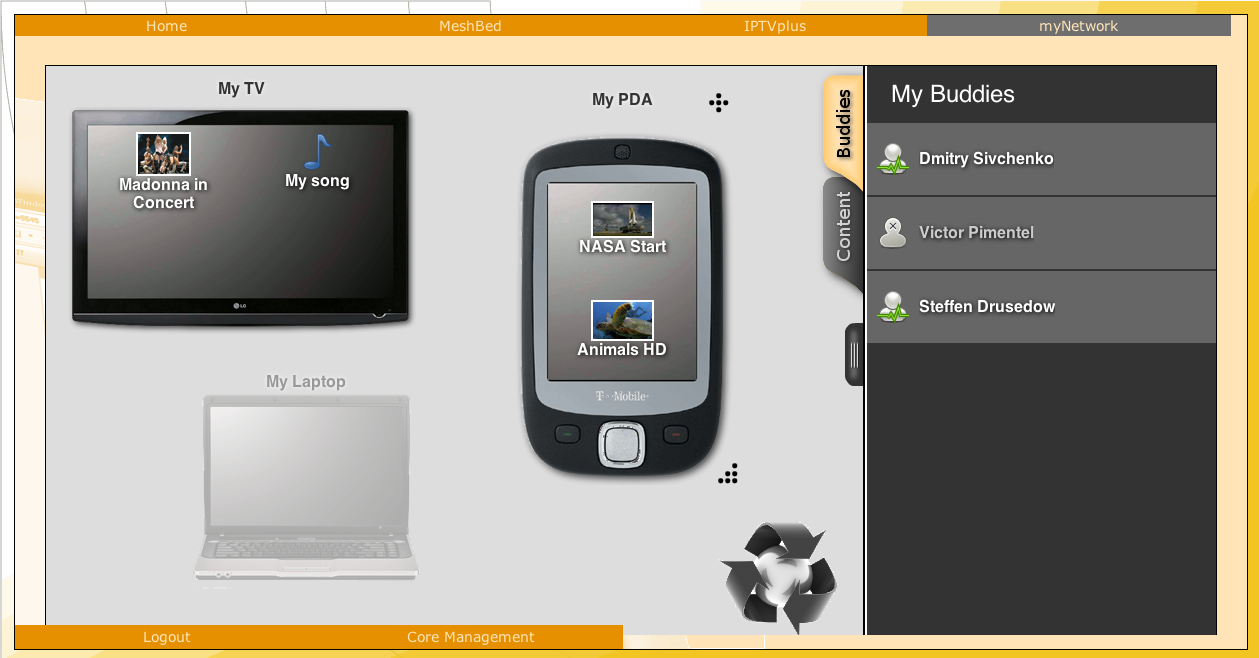 Home
MeshBed
IPTVplus
myNetwork
My TV
Madonna in
Concert
My song
LG
My Laptop
My PDA
NASA Start
Animals HD
T··Mobile·
Buddies
Content
My Buddies
Dmitry Sivchenko
Victor Pimentel
Steffen Drusedow
Logout
Core Management